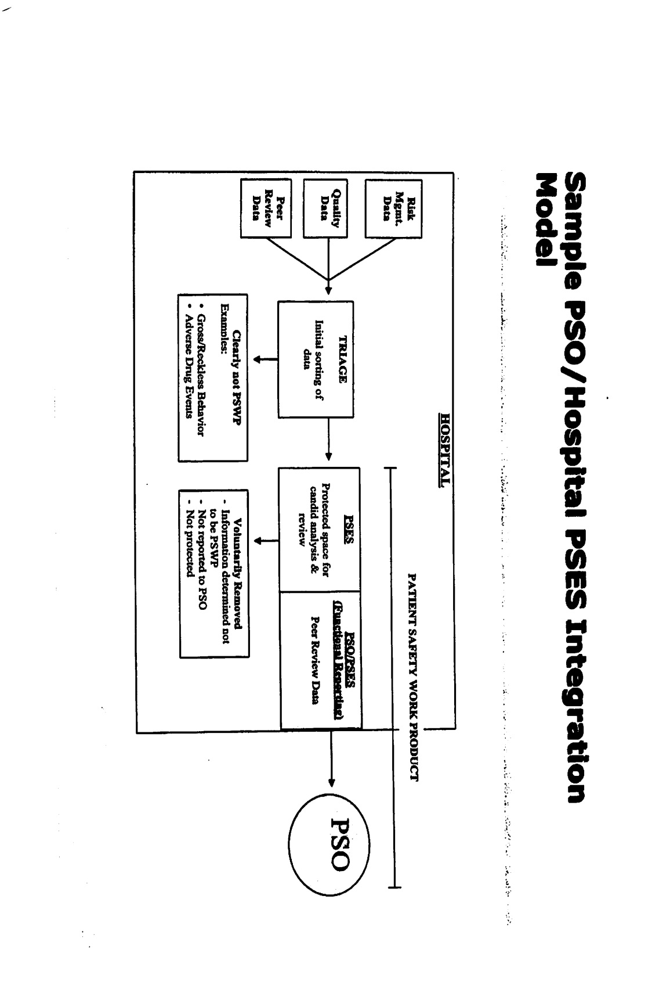 Sample PSO/Hospital PSES Integration
Model
HOSPITAL
PATIENT SAFETY WORK PRODUCT
Risk
Mgmt.
Data
Quality
Data
Peer
Review
Data
TRIAGE
Initial sorting of
data
Clearly not PSWP
Examples:
• Gross/Reckless Behavior
• Adverse Drug Events
PSES
Protected space for
candid analysis &
review
Voluntarily Removed
- Information determined not
to be PSWP
- Not reported to PSO
- Not protected
PSO/PSES
(Functional Reporting)
Peer Review Data
PSO